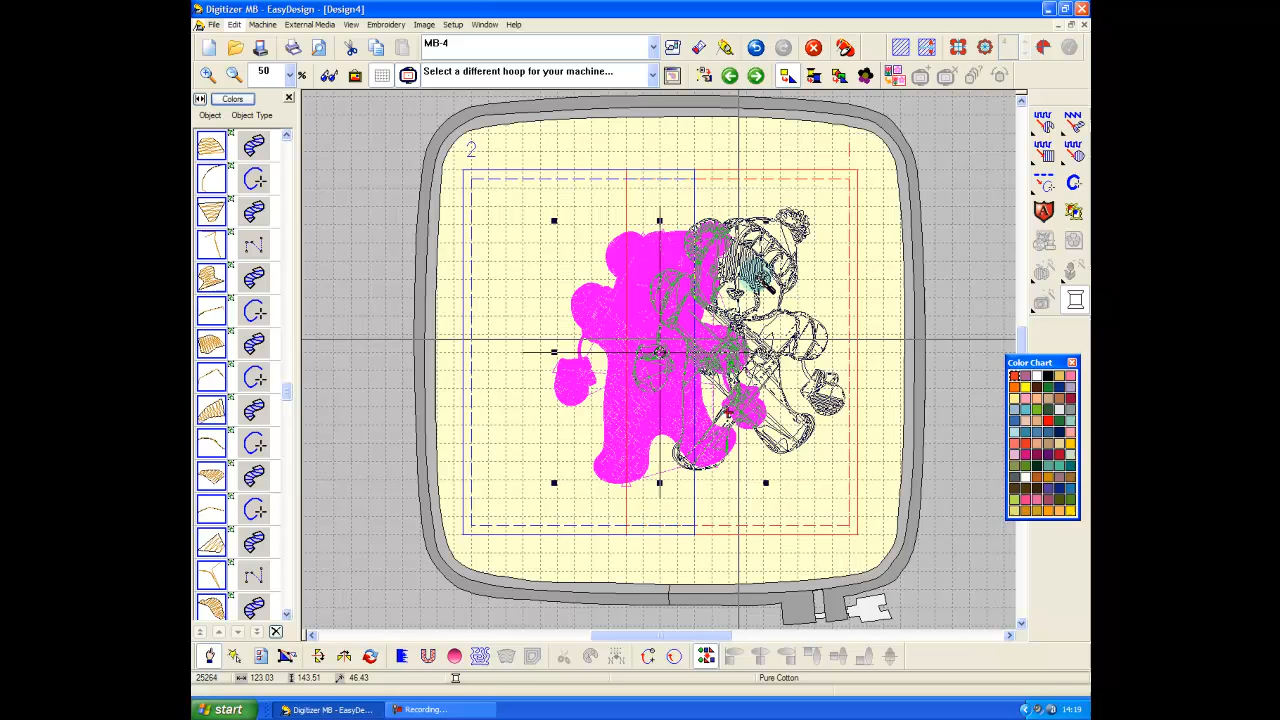 Digitizer MB - EasyDesign - [Design4]
File Edit Machine External Media View Embroidery Image Setup Window Help
MB-4
50 % Select a different hoop for your machine...
Colors
Object Object Type
2
Color Chart
25264 123.03 143.51 46.43 Pure Cotton
start Digitizer MB - EasyDe... Recording... 14:19